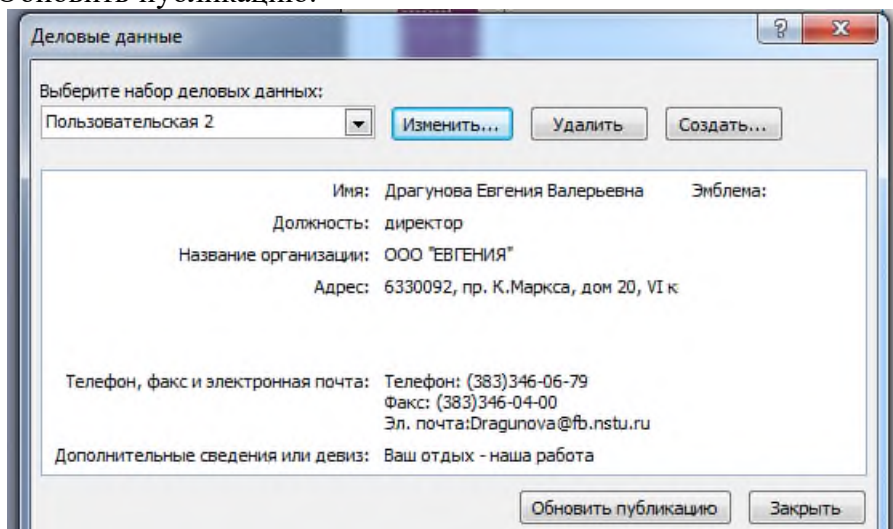 Обновить публикацию.
Деловые данные
Выберите набор деловых данных:
Пользовательская 2
Изменить...
Удалить
Создать...
Имя: Драгунова Евгения Валерьевна Эмблема:
Должность: директор
Название организации: ООО "ЕВГЕНИЯ"
Адрес: 6330092, пр. К.Маркса, дом 20, VI к
Телефон, факс и электронная почта: Телефон: (383)346-06-79
Факс: (383)346-04-00
Эл. почта:Dragunova@fb.nstu.ru
Дополнительные сведения или девиз: Ваш отдых - наша работа
Обновить публикацию
Закрыть